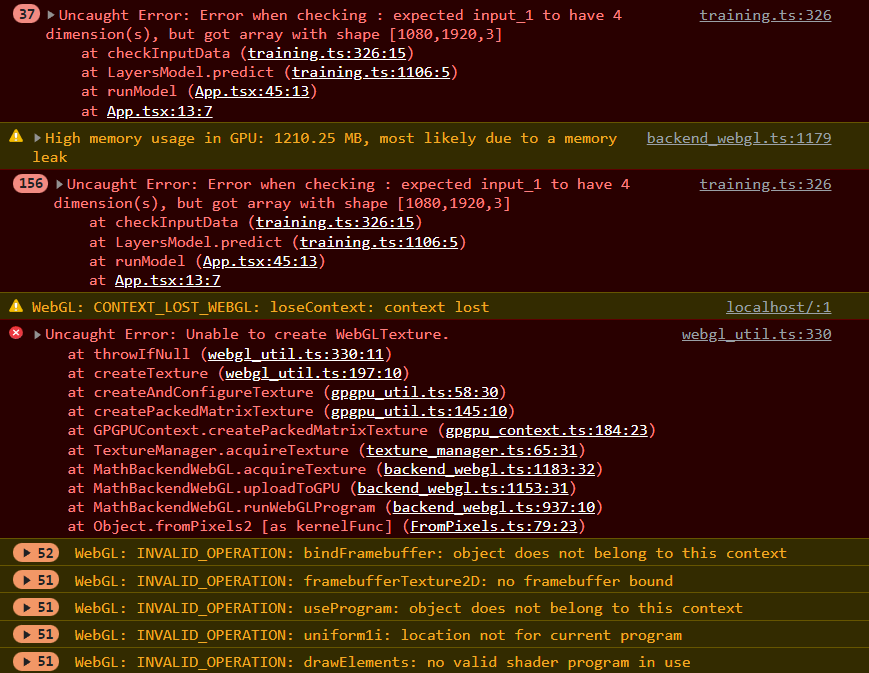 37 Uncaught Error: Error when checking : expected input_1 to have 4 training.ts:326
dimension(s), but got array with shape [1080,1920,3]
at checkInputData (training.ts:326:15)
at LayersModel.predict (training.ts:1106:5)
at runModel (App.tsx:45:13)
at App.tsx:13:7
High memory usage in GPU: 1210.25 MB, most likely due to a memory backend_webgl.ts:1179
leak
156 Uncaught Error: Error when checking : expected input_1 to have 4 training.ts:326
dimension(s), but got array with shape [1080,1920,3]
at checkInputData (training.ts:326:15)
at LayersModel.predict (training.ts:1106:5)
at runModel (App.tsx:45:13)
at App.tsx:13:7
WebGL: CONTEXT_LOST_WEBGL: loseContext: context lost localhost/:1
Uncaught Error: Unable to create WebGLTexture. webgl_util.ts:330
at throwIfNull (webgl_util.ts:330:11)
at createTexture (webgl_util.ts:197:10)
at createAndConfigureTexture (gpgpu_util.ts:58:30)
at createPackedMatrixTexture (gpgpu_util.ts:145:10)
at GPGPUContext.createPackedMatrixTexture (gpgpu_context.ts:184:23)
at TextureManager.acquireTexture (texture_manager.ts:65:31)
at MathBackendWebGL.acquireTexture (backend_webgl.ts:1183:32)
at MathBackendWebGL.uploadToGPU (backend_webgl.ts:1153:31)
at MathBackendWebGL.runWebGLProgram (backend_webgl.ts:937:10)
at Object.fromPixels2 [as kernelFunc] (FromPixels.ts:79:23)
52 WebGL: INVALID_OPERATION: bindFramebuffer: object does not belong to this context
51 WebGL: INVALID_OPERATION: framebufferTexture2D: no framebuffer bound
51 WebGL: INVALID_OPERATION: useProgram: object does not belong to this context
51 WebGL: INVALID_OPERATION: uniform1i: location not for current program
51 WebGL: INVALID_OPERATION: drawElements: no valid shader program in use